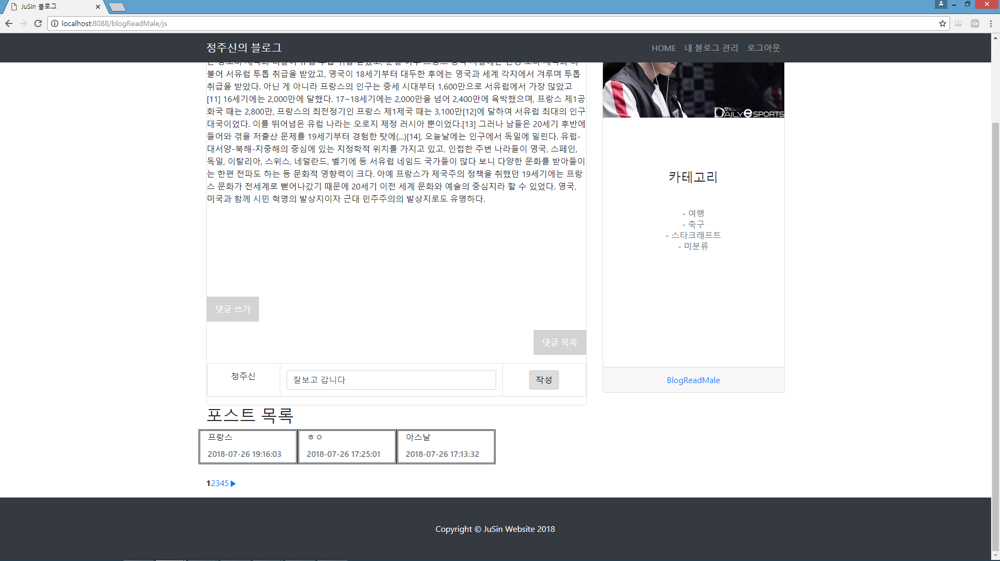 JuSin 블로그
localhost:8088/blogReadMale/js
정주신의 블로그
HOME 내 블로그 관리 로그아웃
불어 서유럽 투톱 취급을 받았고, 영국이 18세기부터 대두한 후에는 영국과 세계 각지에서 겨루며 투톱
취급을 받았다. 아닌 게 아니라 프랑스의 인구는 중세 시대부터 1,600만으로 서유럽에서 가장 많았고
[11] 16세기에는 2,000만에 달했다. 17~18세기에는 2,000만을 넘어 2,400만에 육박했으며, 프랑스 제1공
화국 때는 2,800만, 프랑스의 최전정기인 프랑스 제1제국 때는 3,100만[12]에 달하여 서유럽 최대의 인구
대국이었다. 이를 뛰어넘은 유럽 나라는 오로지 제정 러시아 뿐이었다.[13] 그러나 남들은 20세기 후반에
들어와 겪을 저출산 문제를 19세기부터 경험한 탓에(...)[14], 오늘날에는 인구에서 독일에 밀린다. 유럽-
대서양-북해-지중해의 중심에 있는 지정학적 위치를 가지고 있고, 인접한 주변 나라들이 영국, 스페인,
독일, 이탈리아, 스위스, 네덜란드, 벨기에 등 서유럽 네임드 국가들이 많다 보니 다양한 문화를 받아들이
는 한편 전파도 하는 등 문화적 영향력이 크다. 아예 프랑스가 제국주의 정책을 취했던 19세기에는 프랑
스 문화가 전세계로 뻗어나갔기 때문에 20세기 이전 세계 문화와 예술의 중심지라 할 수 있었다. 영국,
미국과 함께 시민 혁명의 발상지이자 근대 민주주의의 발상지로도 유명하다.
DAILYeSPORTS
카테고리
- 여행
- 축구
- 스타크래프트
- 미분류
BlogReadMale
댓글 쓰기
댓글 목록
정주신 잘보고 갑니다 작성
포스트 목록
프랑스 ㅎㅇ 아스날
2018-07-26 19:16:03 2018-07-26 17:25:01 2018-07-26 17:13:32
12345▶
Copyright © JuSin Website 2018